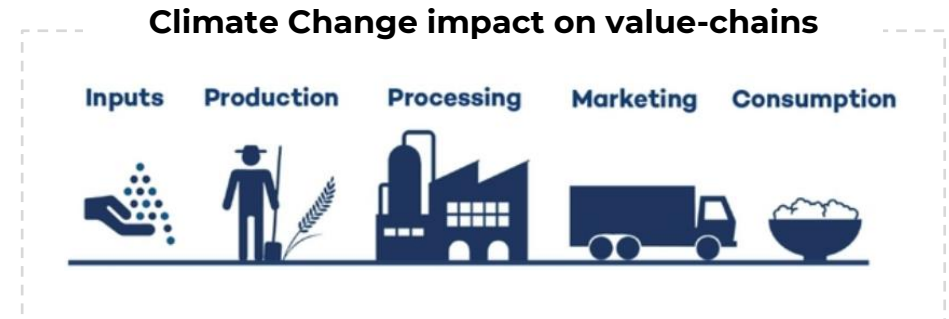 Climate Change impact on value-chains
Inputs Production Processing Marketing Consumption